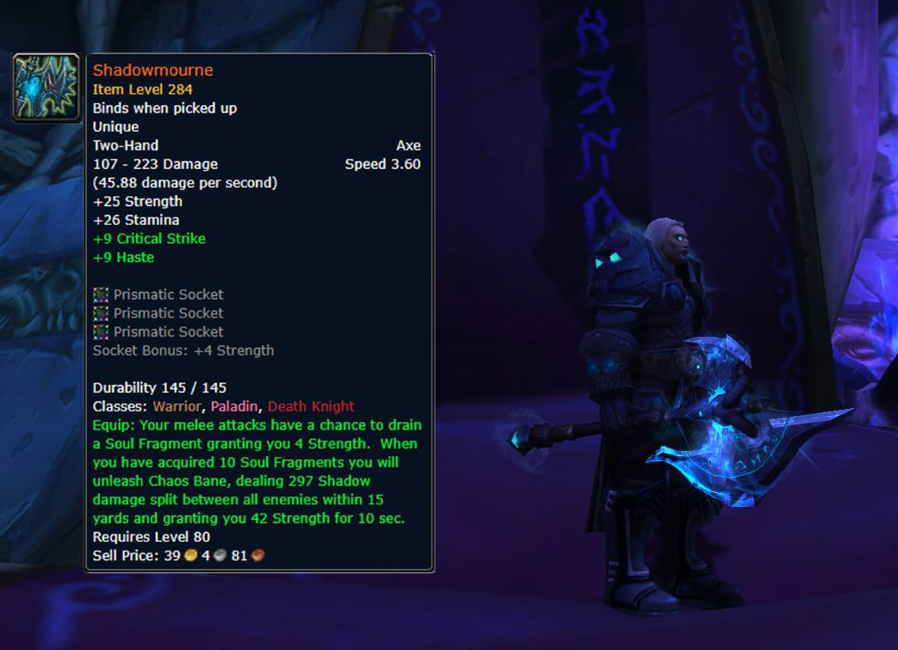 Shadowmourne
Item Level 284
Binds when picked up
Unique
Two-Hand Axe
107 - 223 Damage Speed 3.60
(45.88 damage per second)
+25 Strength
+26 Stamina
+9 Critical Strike
+9 Haste
Prismatic Socket
Prismatic Socket
Prismatic Socket
Socket Bonus: +4 Strength
Durability 145 / 145
Classes: Warrior, Paladin, Death Knight
Equip: Your melee attacks have a chance to drain
a Soul Fragment granting you 4 Strength. When
you have acquired 10 Soul Fragments you will
unleash Chaos Bane, dealing 297 Shadow
damage split between all enemies within 15
yards and granting you 42 Strength for 10 sec.
Requires Level 80
Sell Price: 39 4 81